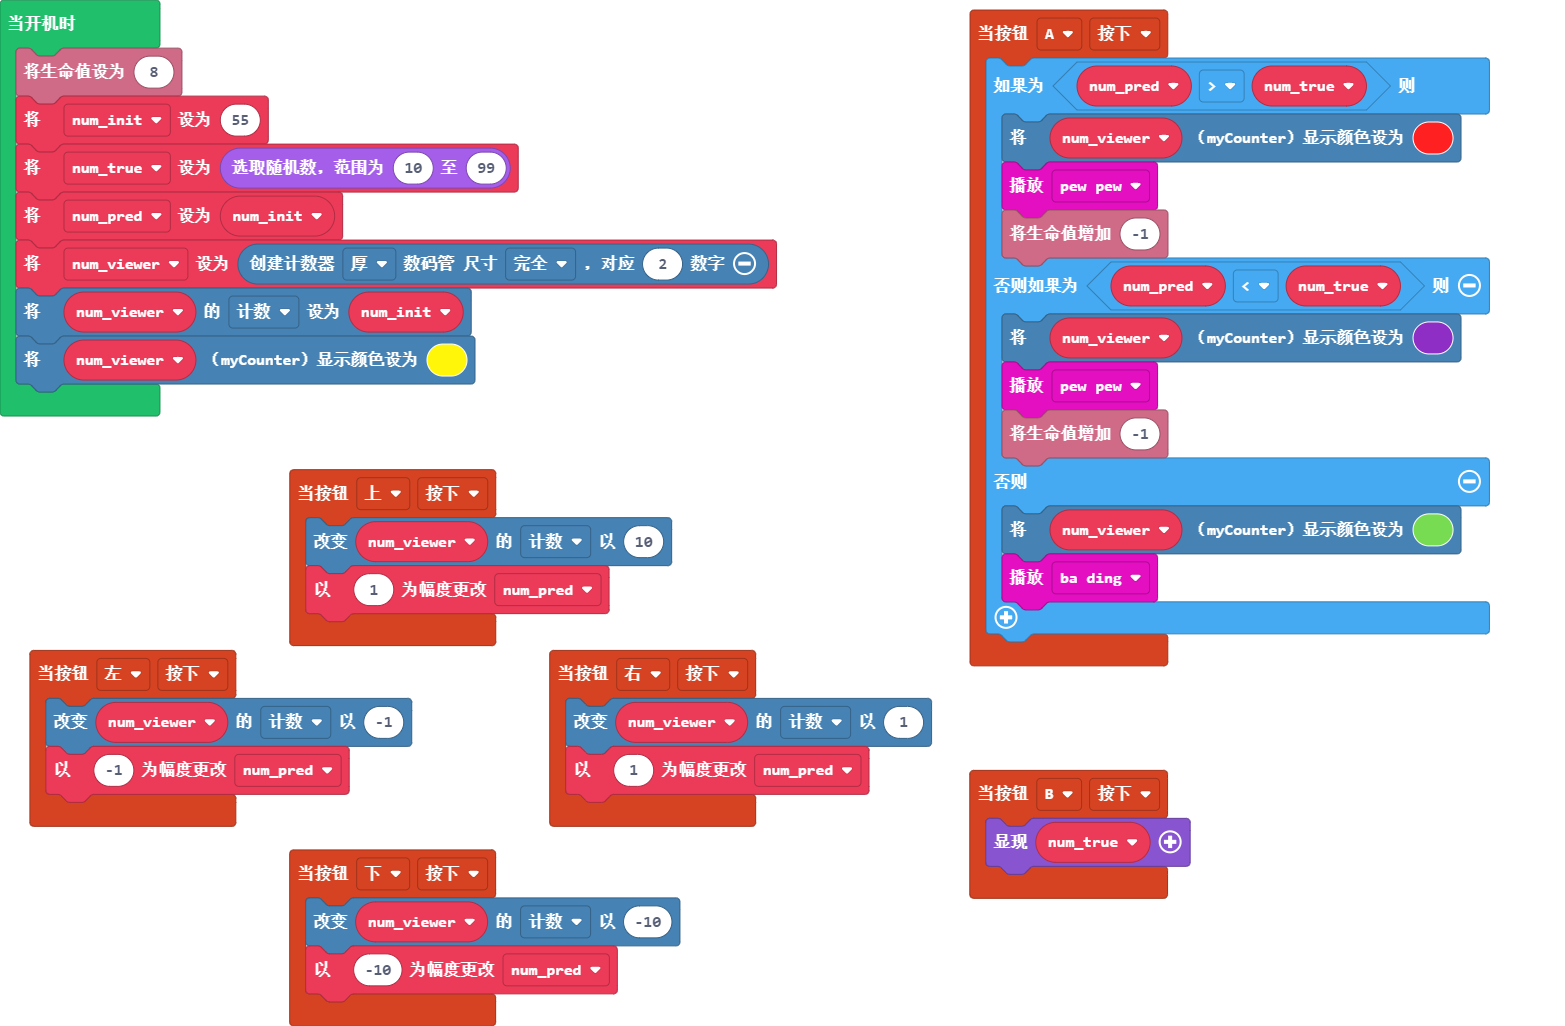 当开机时
将生命值设为 8
将 num_init 设为 55
将 num_true 设为 选取随机数，范围为 10 至 99
将 num_pred 设为 num_init
将 num_viewer 设为 创建计数器 厚 数码管 尺寸 完全 ，对应 2 数字
将 num_viewer 的 计数 设为 num_init
将 num_viewer （myCounter）显示颜色设为
当按钮 上 按下
改变 num_viewer 的 计数 以 10
以 1 为幅度更改 num_pred
当按钮 左 按下
改变 num_viewer 的 计数 以 -1
以 -1 为幅度更改 num_pred
当按钮 右 按下
改变 num_viewer 的 计数 以 1
以 1 为幅度更改 num_pred
当按钮 下 按下
改变 num_viewer 的 计数 以 -10
以 -10 为幅度更改 num_pred
当按钮 A 按下
如果为 num_pred > num_true 则
将 num_viewer （myCounter）显示颜色设为
播放 pew pew
将生命值增加 -1
否则如果为 num_pred < num_true 则
将 num_viewer （myCounter）显示颜色设为
播放 pew pew
将生命值增加 -1
否则
将 num_viewer （myCounter）显示颜色设为
播放 ba ding
当按钮 B 按下
显现 num_true